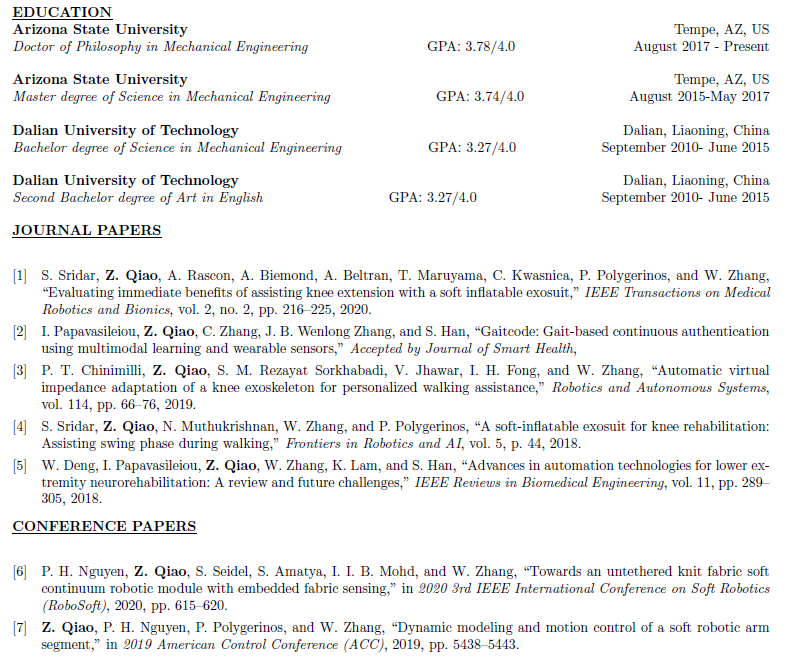 EDUCATION
Arizona State University Tempe, AZ, US
Doctor of Philosophy in Mechanical Engineering GPA: 3.78/4.0 August 2017 - Present
Arizona State University Tempe, AZ, US
Master degree of Science in Mechanical Engineering GPA: 3.74/4.0 August 2015-May 2017
Dalian University of Technology Dalian, Liaoning, China
Bachelor degree of Science in Mechanical Engineering GPA: 3.27/4.0 September 2010- June 2015
Dalian University of Technology Dalian, Liaoning, China
Second Bachelor degree of Art in English GPA: 3.27/4.0 September 2010- June 2015
JOURNAL PAPERS
[1] S. Sridar, Z. Qiao, A. Rascon, A. Biemond, A. Beltran, T. Maruyama, C. Kwasnica, P. Polygerinos, and W. Zhang,
“Evaluating immediate benefits of assisting knee extension with a soft inflatable exosuit,” IEEE Transactions on Medical
Robotics and Bionics, vol. 2, no. 2, pp. 216–225, 2020.
[2] I. Papavasileiou, Z. Qiao, C. Zhang, J. B. Wenlong Zhang, and S. Han, “Gaitcode: Gait-based continuous authentication
using multimodal learning and wearable sensors,” Accepted by Journal of Smart Health,
[3] P. T. Chinimilli, Z. Qiao, S. M. Rezayat Sorkhabadi, V. Jhawar, I. H. Fong, and W. Zhang, “Automatic virtual
impedance adaptation of a knee exoskeleton for personalized walking assistance,” Robotics and Autonomous Systems,
vol. 114, pp. 66–76, 2019.
[4] S. Sridar, Z. Qiao, N. Muthukrishnan, W. Zhang, and P. Polygerinos, “A soft-inflatable exosuit for knee rehabilitation:
Assisting swing phase during walking,” Frontiers in Robotics and AI, vol. 5, p. 44, 2018.
[5] W. Deng, I. Papavasileiou, Z. Qiao, W. Zhang, K. Lam, and S. Han, “Advances in automation technologies for lower ex-
tremity neurorehabilitation: A review and future challenges,” IEEE Reviews in Biomedical Engineering, vol. 11, pp. 289–
305, 2018.
CONFERENCE PAPERS
[6] P. H. Nguyen, Z. Qiao, S. Seidel, S. Amatya, I. I. B. Mohd, and W. Zhang, “Towards an untethered knit fabric soft
continuum robotic module with embedded fabric sensing,” in 2020 3rd IEEE International Conference on Soft Robotics
(RoboSoft), 2020, pp. 615–620.
[7] Z. Qiao, P. H. Nguyen, P. Polygerinos, and W. Zhang, “Dynamic modeling and motion control of a soft robotic arm
segment,” in 2019 American Control Conference (ACC), 2019, pp. 5438–5443.